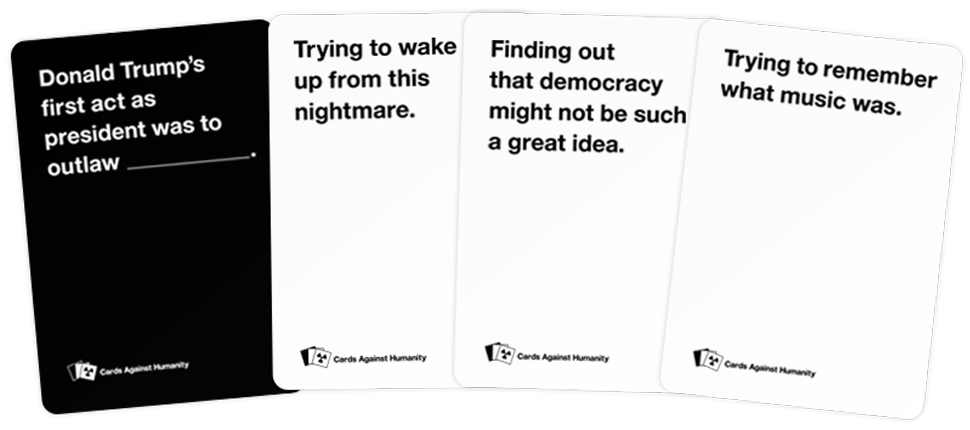 Donald Trump's
first act as
president was to
outlaw ____________.
Cards Against Humanity
Trying to wake
up from this
nightmare.
Cards Against Humanity
Finding out
that democracy
might not be such
a great idea.
Cards Against Humanity
Trying to remember
what music was.
Cards Against Humanity